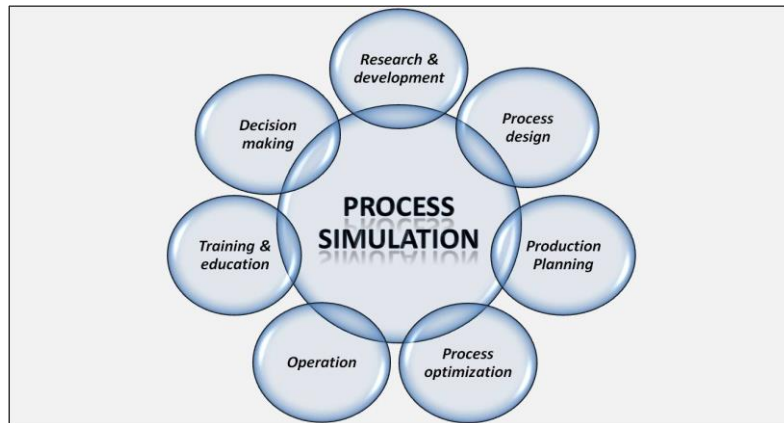 Research &
development
Process
design
Production
Planning
Process
optimization
Operation
Training &
education
Decision
making
PROCESS
SIMULATION